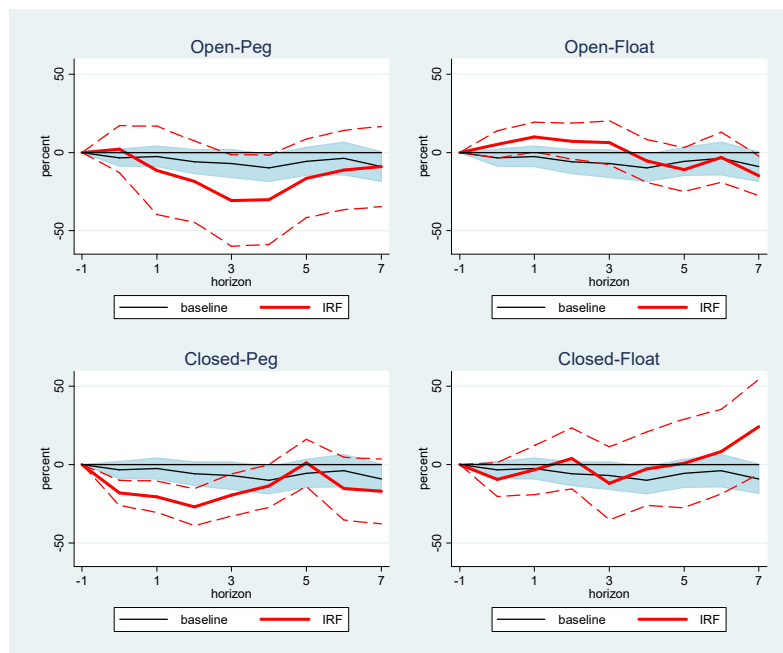 Open-Peg
50
0
-50
percent
-1 1 3 5 7
horizon
baseline IRF
Open-Float
50
0
-50
percent
-1 1 3 5 7
horizon
baseline IRF
Closed-Peg
50
0
-50
percent
-1 1 3 5 7
horizon
baseline IRF
Closed-Float
50
0
-50
percent
-1 1 3 5 7
horizon
baseline IRF